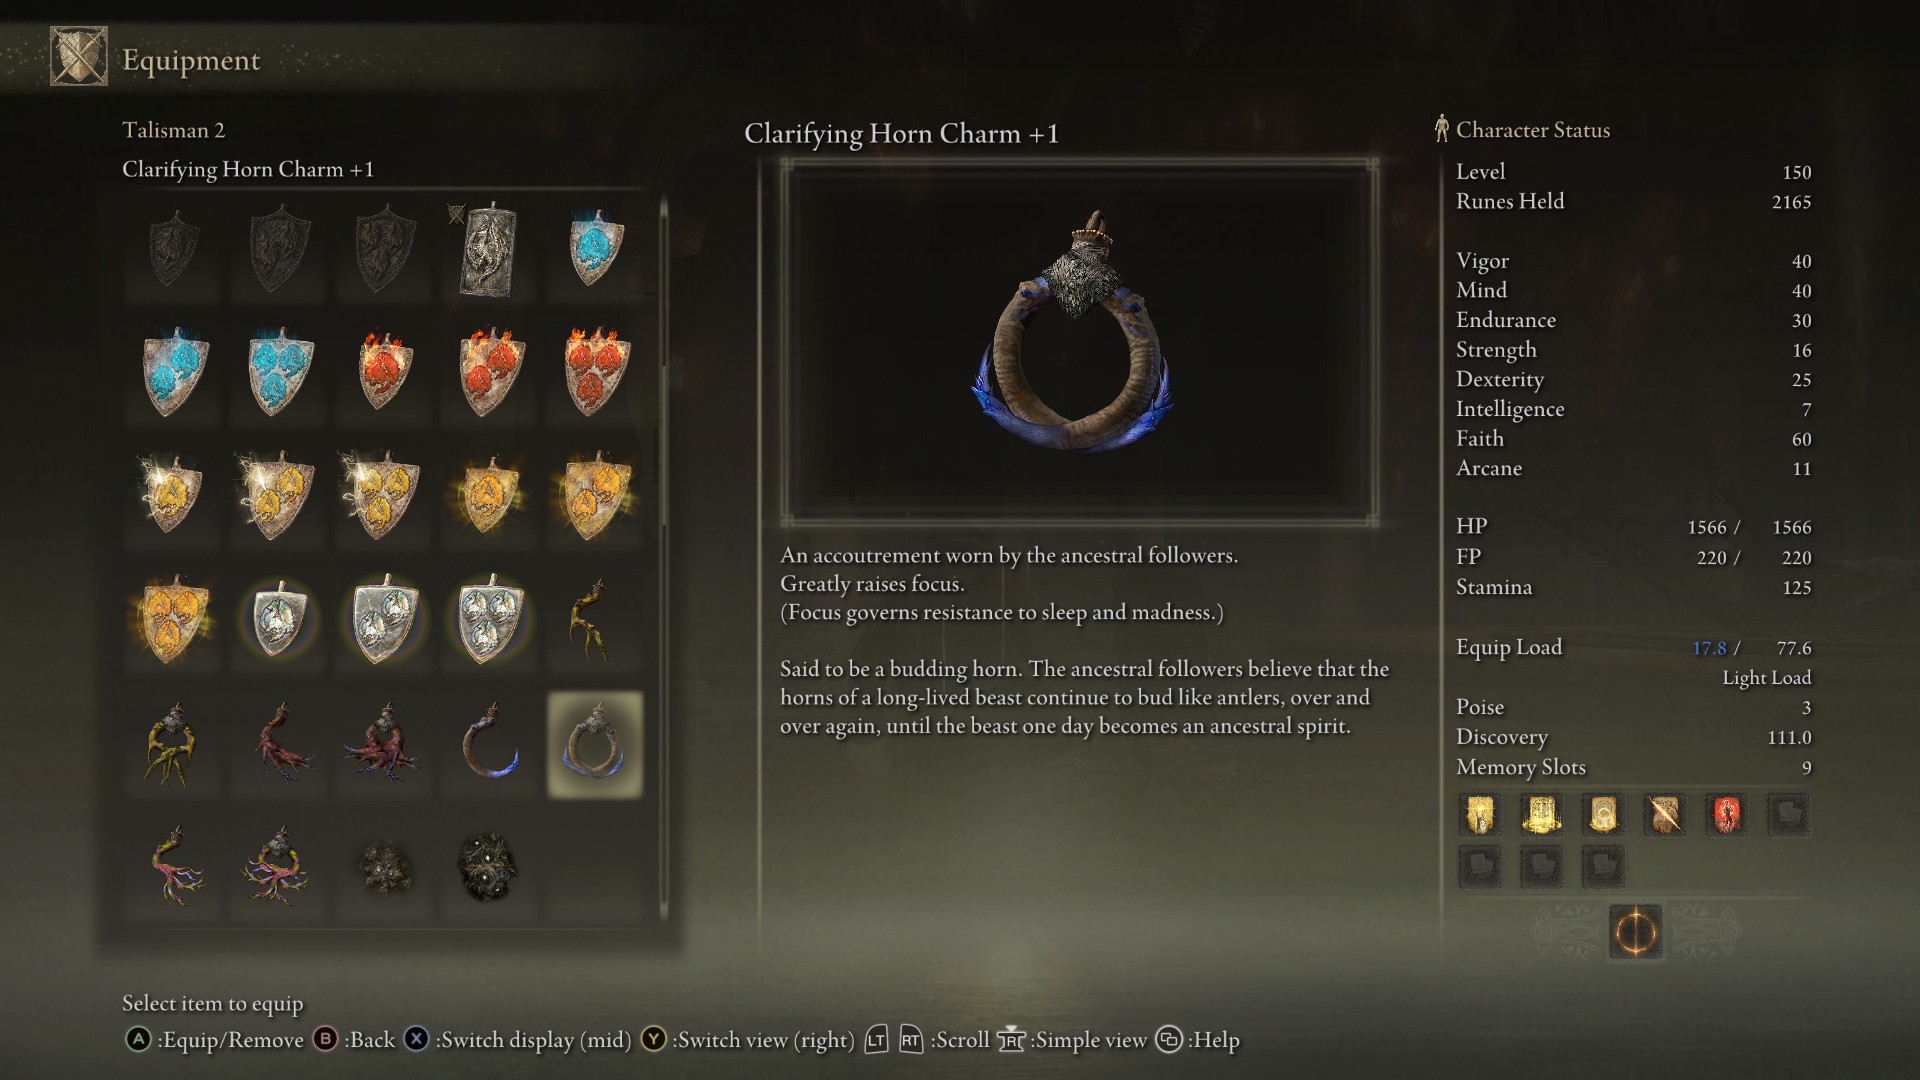 Equipment
Talisman 2
Clarifying Horn Charm +1
Clarifying Horn Charm +1
An accoutrement worn by the ancestral followers.
Greatly raises focus.
(Focus governs resistance to sleep and madness.)
Said to be a budding horn. The ancestral followers believe that the
horns of a long-lived beast continue to bud like antlers, over and
over again, until the beast one day becomes an ancestral spirit.
Character Status
Level 150
Runes Held 2165
Vigor 40
Mind 40
Endurance 30
Strength 16
Dexterity 25
Intelligence 7
Faith 60
Arcane 11
HP 1566 / 1566
FP 220 / 220
Stamina 125
Equip Load 17.8 / 77.6
Light Load
Poise 3
Discovery 111.0
Memory Slots 9
Select item to equip
A :Equip/Remove B :Back X :Switch display (mid) Y :Switch view (right) LT RT :Scroll R :Simple view :Help